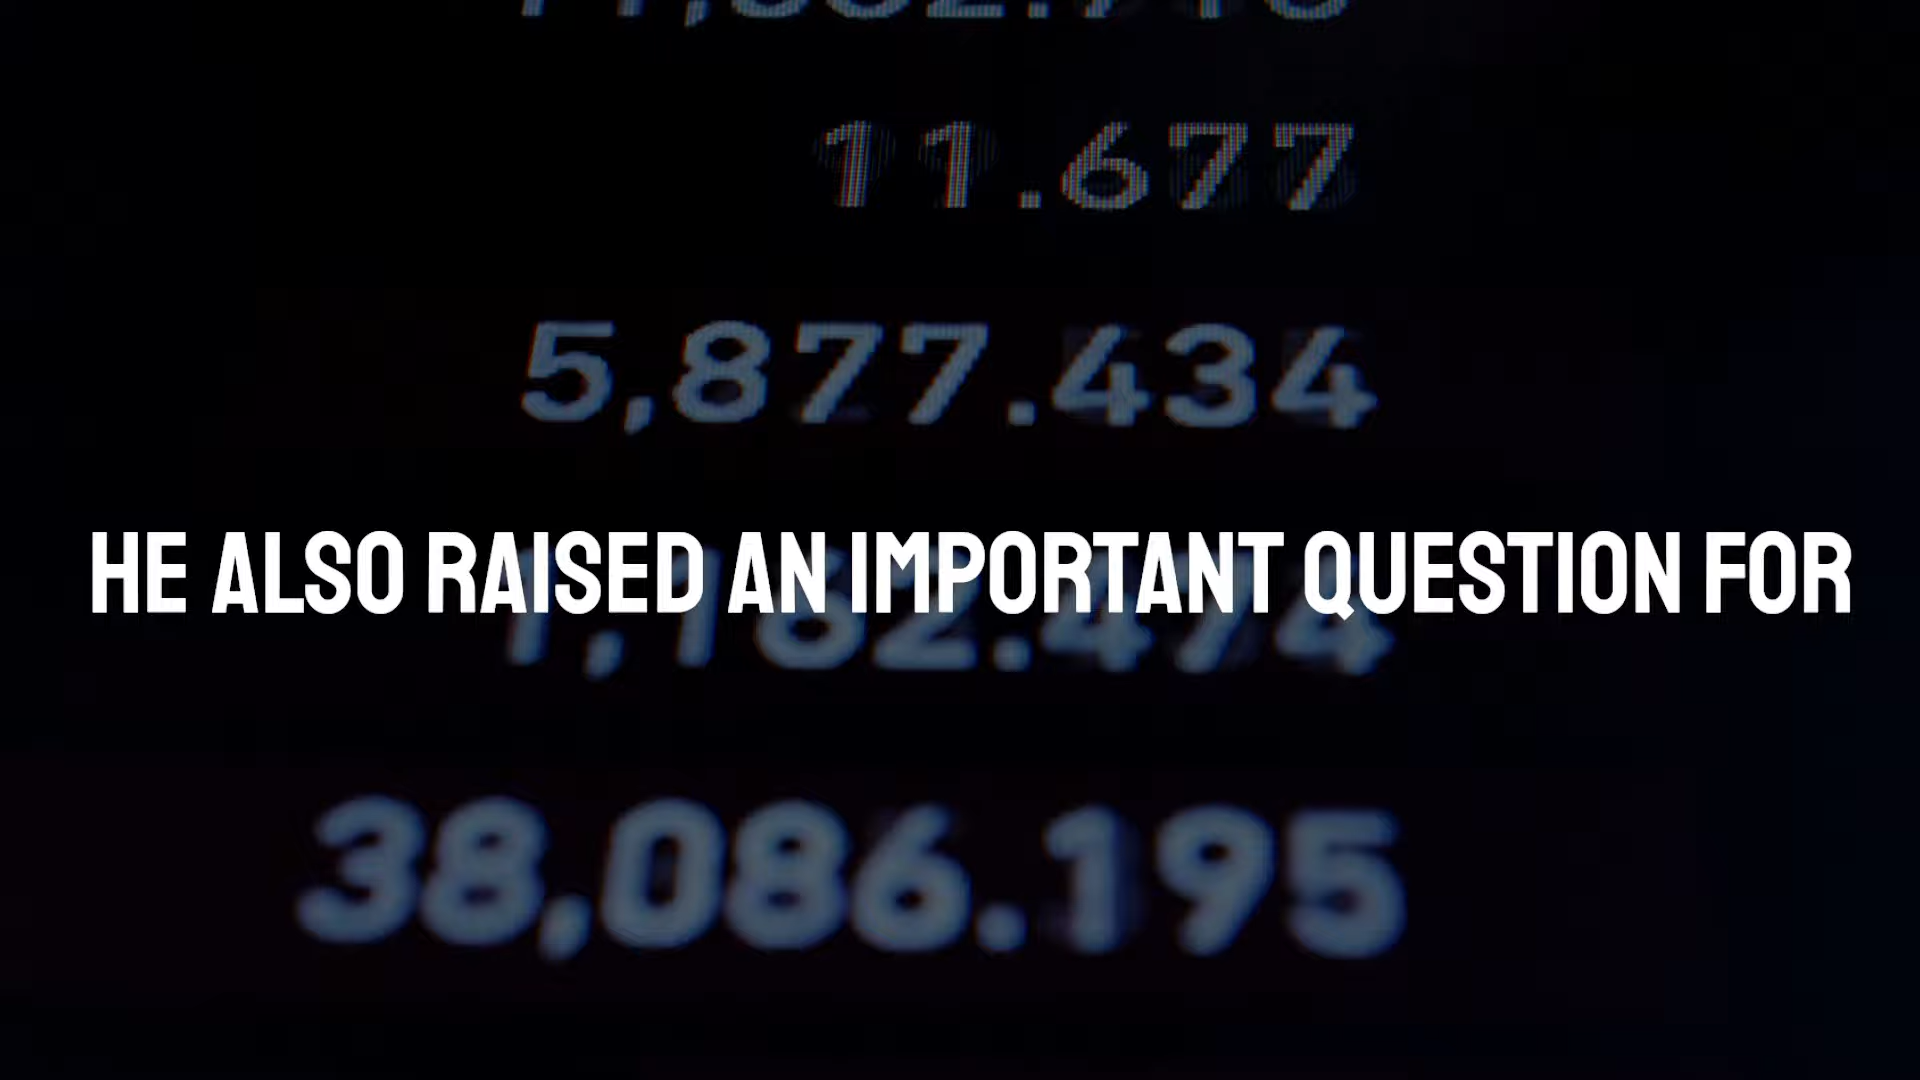 11.677
5,877.434
HE ALSO RAISED AN IMPORTANT QUESTION FOR
38,086.195